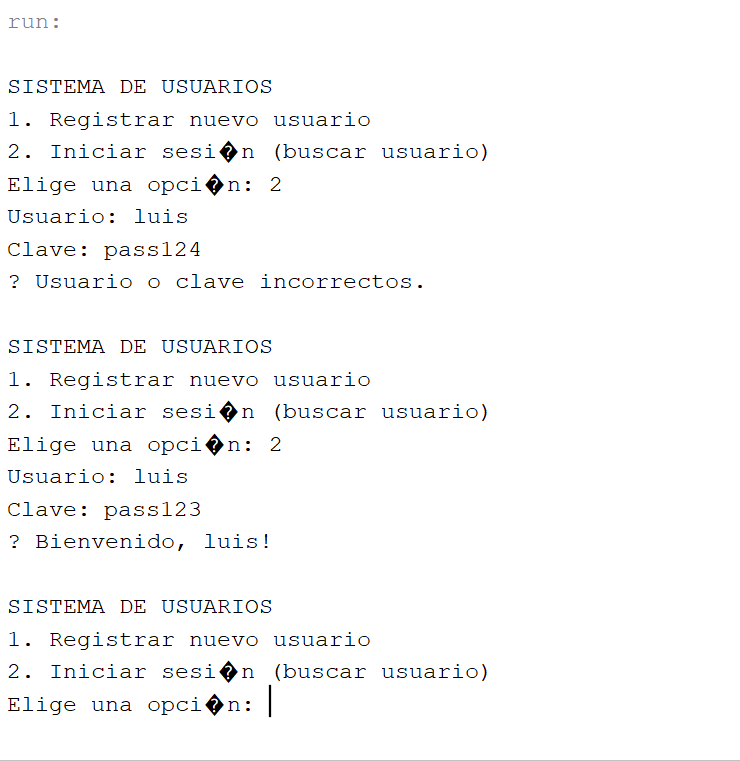 run:
SISTEMA DE USUARIOS
1. Registrar nuevo usuario
2. Iniciar sesi�n (buscar usuario)
Elige una opci�n: 2
Usuario: luis
Clave: pass124
? Usuario o clave incorrectos.
SISTEMA DE USUARIOS
1. Registrar nuevo usuario
2. Iniciar sesi�n (buscar usuario)
Elige una opci�n: 2
Usuario: luis
Clave: pass123
? Bienvenido, luis!
SISTEMA DE USUARIOS
1. Registrar nuevo usuario
2. Iniciar sesi�n (buscar usuario)
Elige una opci�n: